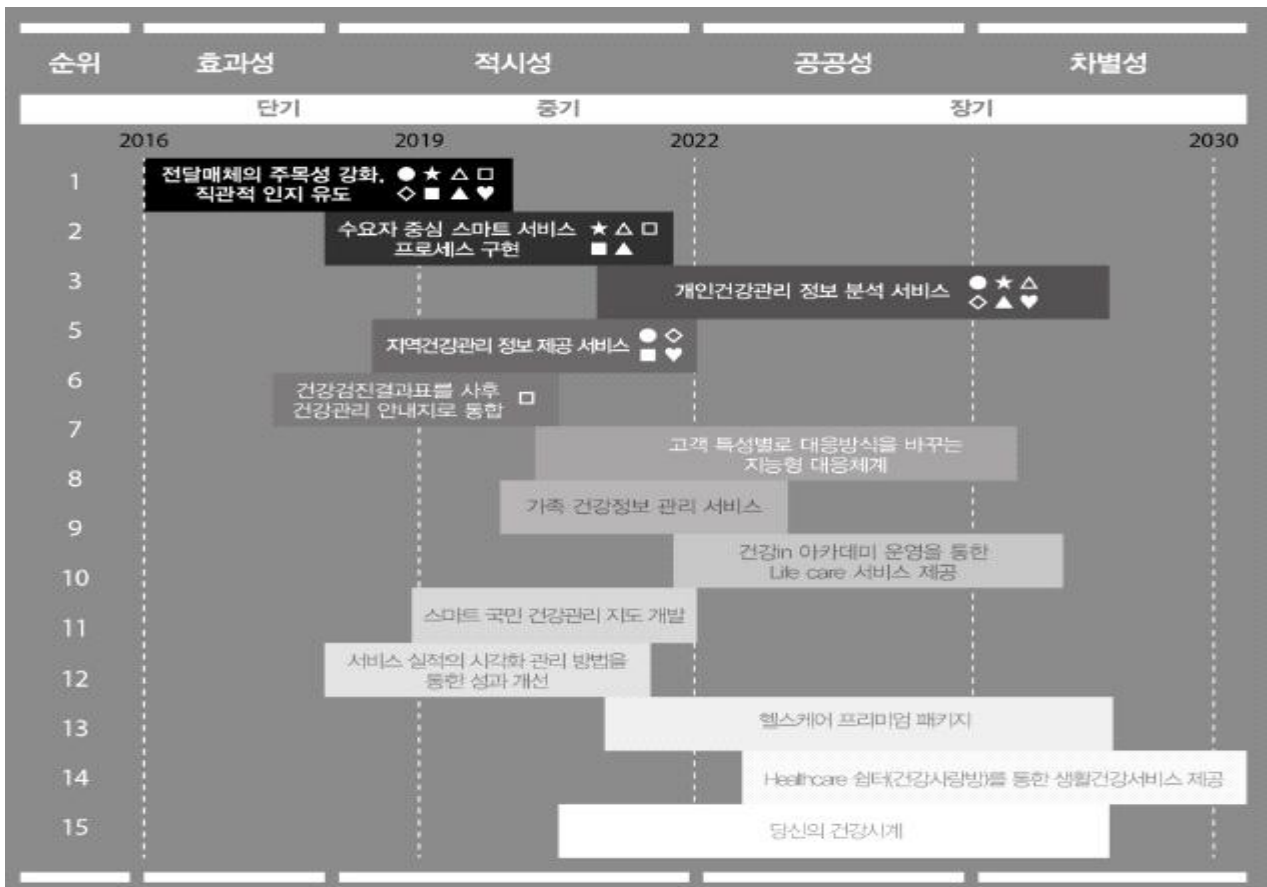 순위 효과성 적시성 공공성 차별성
단기 중기 장기
2016 2019 2022 2030
1
전달매체의 주목성 강화, ● ★ △ □
직관적 인지 유도 ◇ ■ ▲ ♥
2
수요자 중심 스마트 서비스 ★ △ □
프로세스 구현 ■ ▲
3
개인건강관리 정보 분석 서비스 ● ★ △
◇ ▲ ♥
5
지역건강관리 정보 제공 서비스 ● ◇
■ ♥
6
건강검진결과표를 사후 □
건강관리 안내지로 통합
7
고객 특성별로 대응방식을 바꾸는
지능형 대응체계
8
가족 건강정보 관리 서비스
9
건강in 아카데미 운영을 통한
Life care 서비스 제공
10
스마트 국민 건강관리 지도 개발
11
서비스 실적의 시각화 관리 방법을
통한 성과 개선
12
헬스케어 프리미엄 패키지
13
Healthcare 쉼터(건강사랑방)를 통한 생활건강서비스 제공
14
당신의 건강시계
15